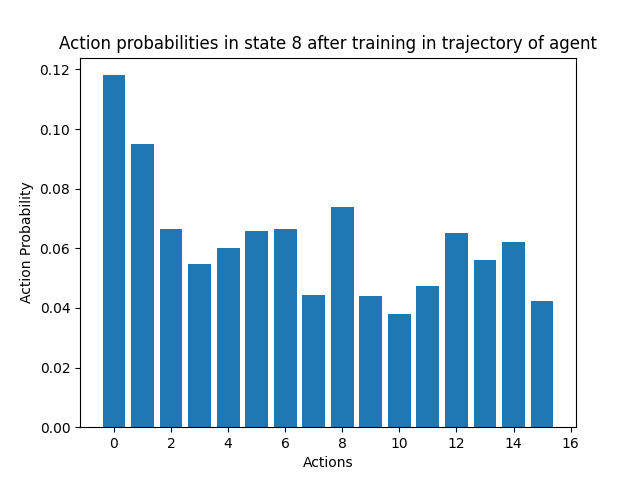 Action probabilities in state 8 after training in trajectory of agent
0.12
0.10
0.08
0.06
0.04
0.02
0.00
Action Probability
0 2 4 6 8 10 12 14 16
Actions